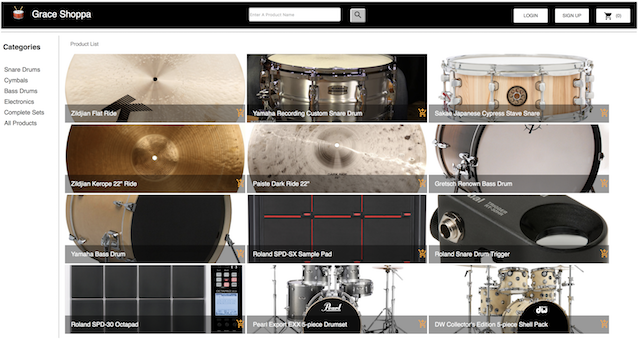 Grace Shoppa
Enter A Product Name
LOGIN
SIGN UP
(0)
Categories
Snare Drums
Cymbals
Bass Drums
Electronics
Complete Sets
All Products
Product List
Zildjian Flat Ride
Yamaha Recording Custom Snare Drum
Sakae Japanese Cypress Stave Snare
Zildjian Kerope 22" Ride
Paiste Dark Ride 22"
Gretsch Renown Bass Drum
Yamaha Bass Drum
Roland SPD-SX Sample Pad
Roland Snare Drum Trigger
Roland SPD-30 Octapad
Pearl
Pearl Export EXX 5-piece Drumset
dw
DW Collector's Edition 5-piece Shell Pack